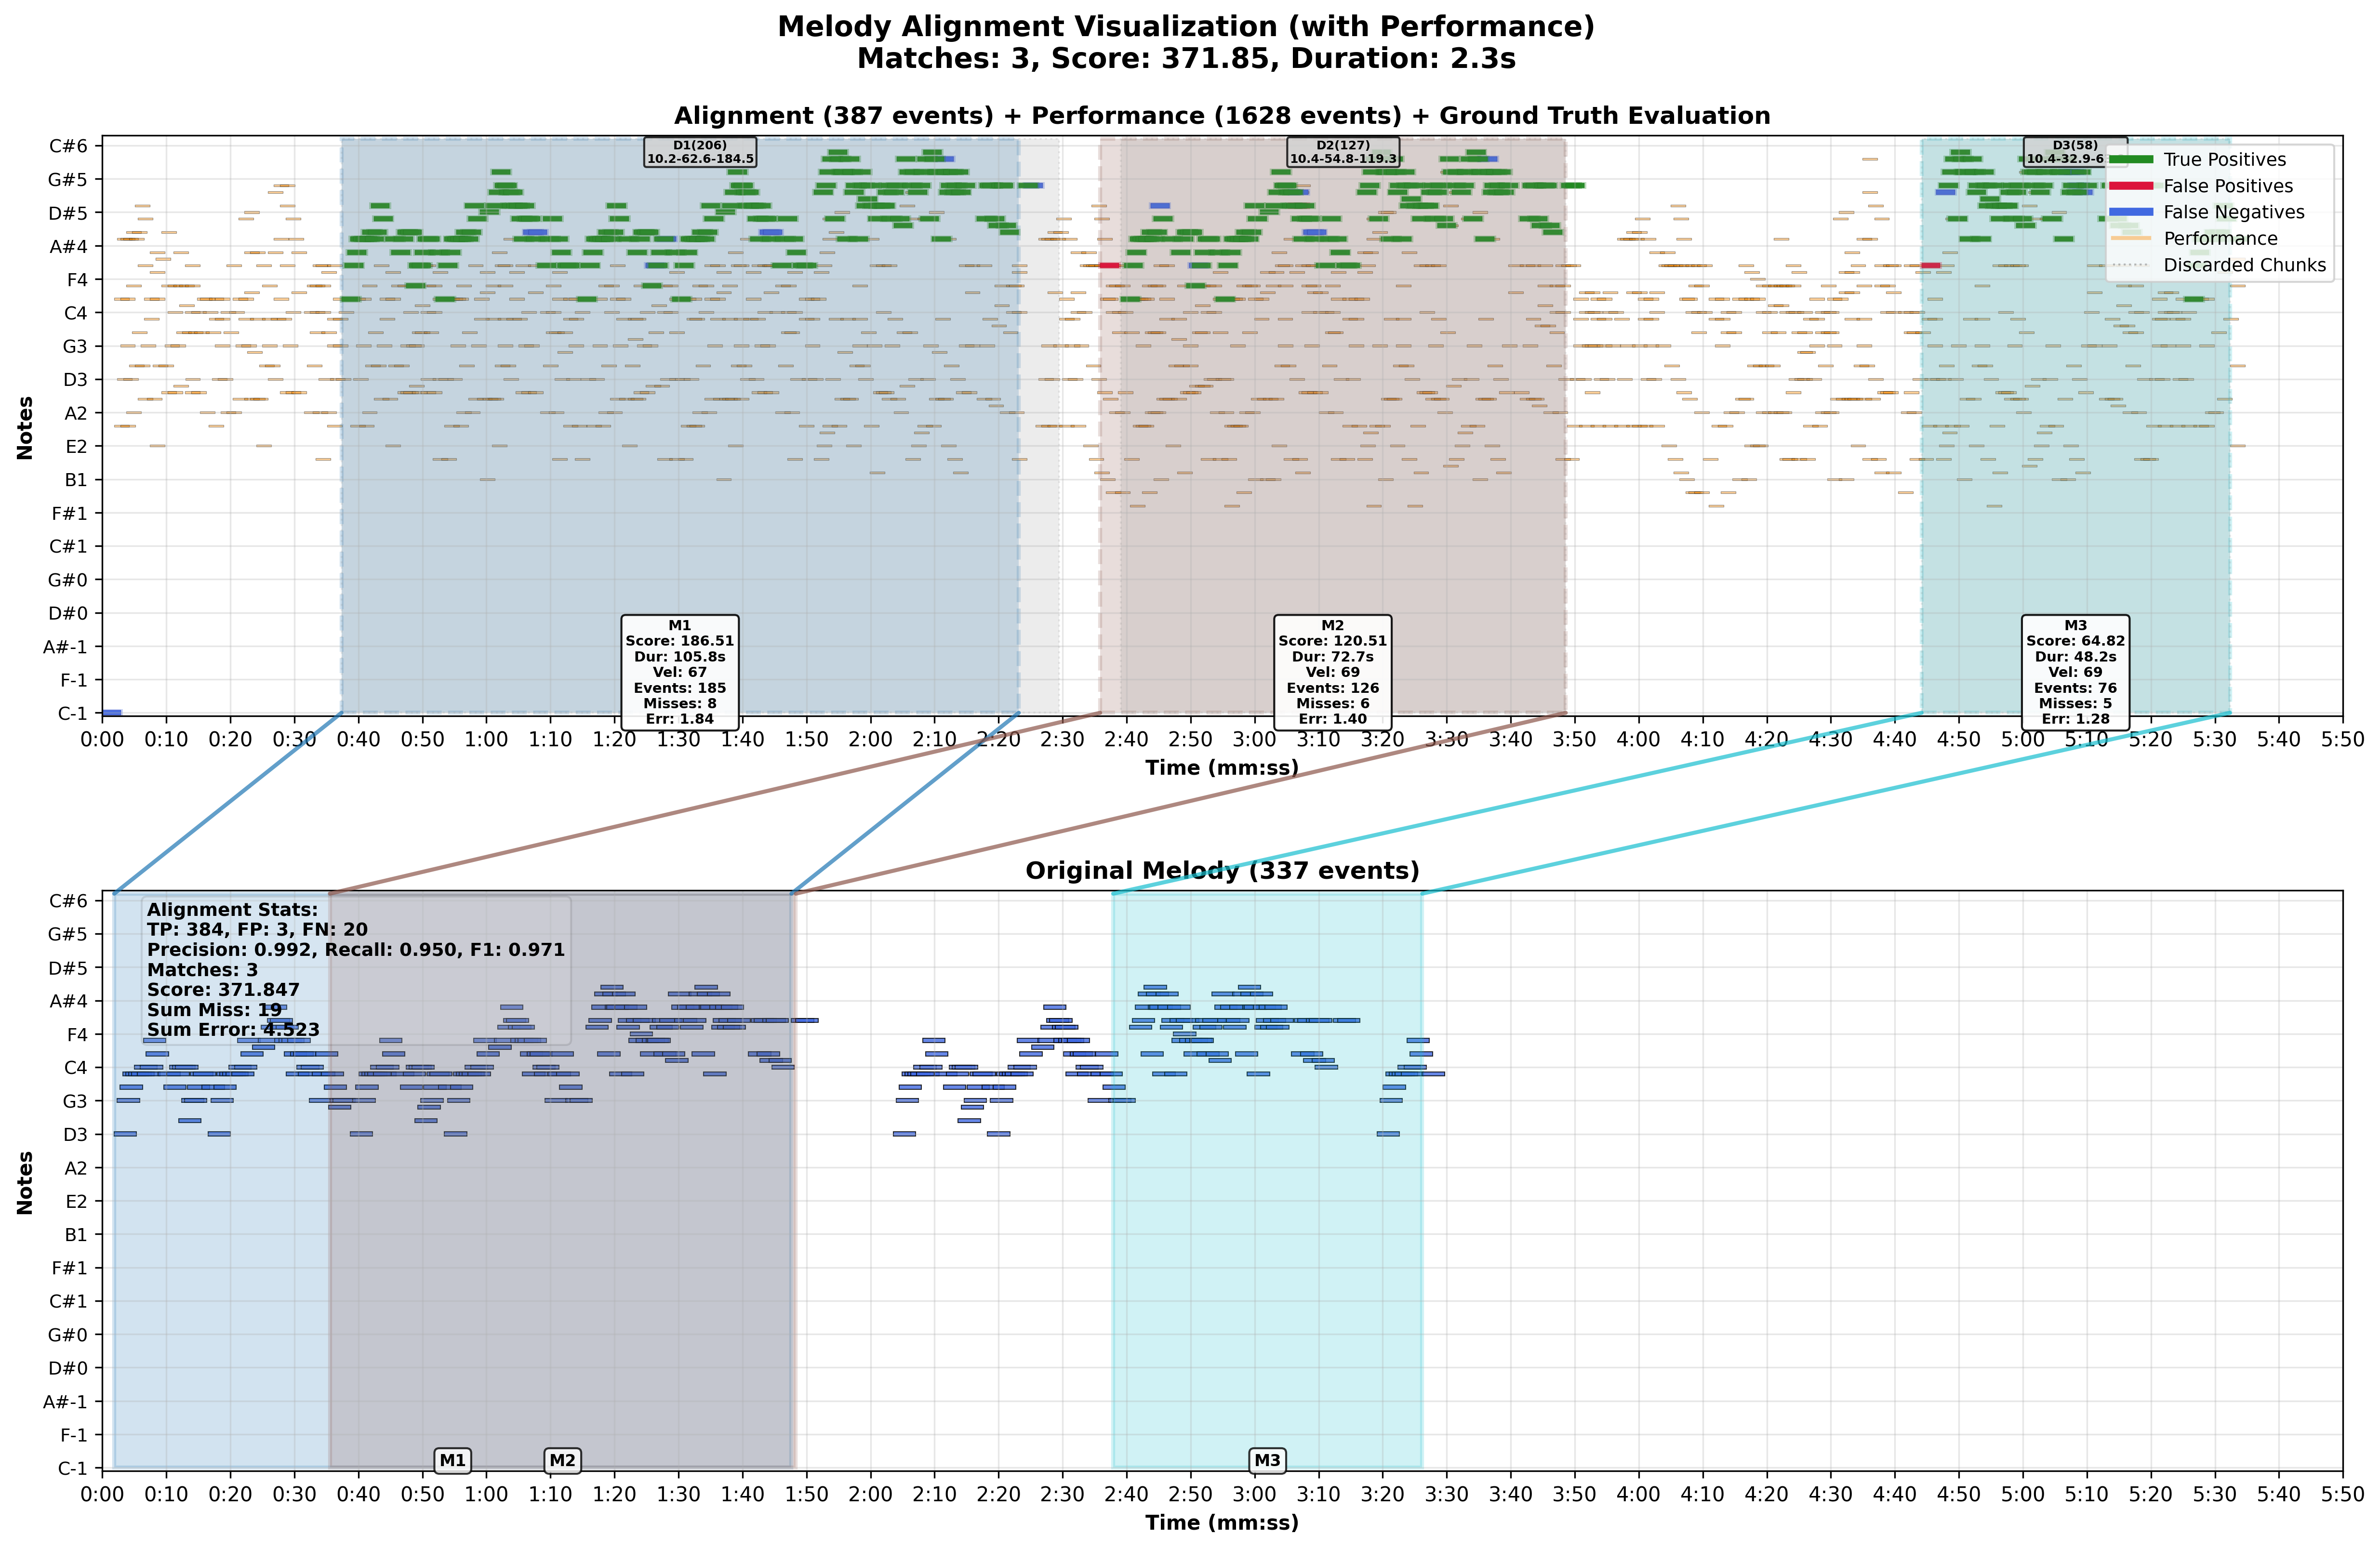 Melody Alignment Visualization (with Performance)
Matches: 3, Score: 371.85, Duration: 2.3s
Alignment (387 events) + Performance (1628 events) + Ground Truth Evaluation
Notes
C#6
G#5
D#5
A#4
F4
C4
G3
D3
A2
E2
B1
F#1
C#1
G#0
D#0
A#-1
F-1
C-1
D1(206)
10.2-62.6-184.5
D2(127)
10.4-54.8-119.3
D3(58)
10.4-32.9-6
True Positives
False Positives
False Negatives
Performance
Discarded Chunks
M1
Score: 186.51
Dur: 105.8s
Vel: 67
Events: 185
Misses: 8
Err: 1.84
M2
Score: 120.51
Dur: 72.7s
Vel: 69
Events: 126
Misses: 6
Err: 1.40
M3
Score: 64.82
Dur: 48.2s
Vel: 69
Events: 76
Misses: 5
Err: 1.28
0:00 0:10 0:20 0:30 0:40 0:50 1:00 1:10 1:20 1:30 1:40 1:50 2:00 2:10 2:20 2:30 2:40 2:50 3:00 3:10 3:20 3:30 3:40 3:50 4:00 4:10 4:20 4:30 4:40 4:50 5:00 5:10 5:20 5:30 5:40 5:50
Time (mm:ss)
Original Melody (337 events)
Notes
C#6
G#5
D#5
A#4
F4
C4
G3
D3
A2
E2
B1
F#1
C#1
G#0
D#0
A#-1
F-1
C-1
Alignment Stats:
TP: 384, FP: 3, FN: 20
Precision: 0.992, Recall: 0.950, F1: 0.971
Matches: 3
Score: 371.847
Sum Miss: 19
Sum Error: 4.523
M1
M2
M3
0:00 0:10 0:20 0:30 0:40 0:50 1:00 1:10 1:20 1:30 1:40 1:50 2:00 2:10 2:20 2:30 2:40 2:50 3:00 3:10 3:20 3:30 3:40 3:50 4:00 4:10 4:20 4:30 4:40 4:50 5:00 5:10 5:20 5:30 5:40 5:50
Time (mm:ss)